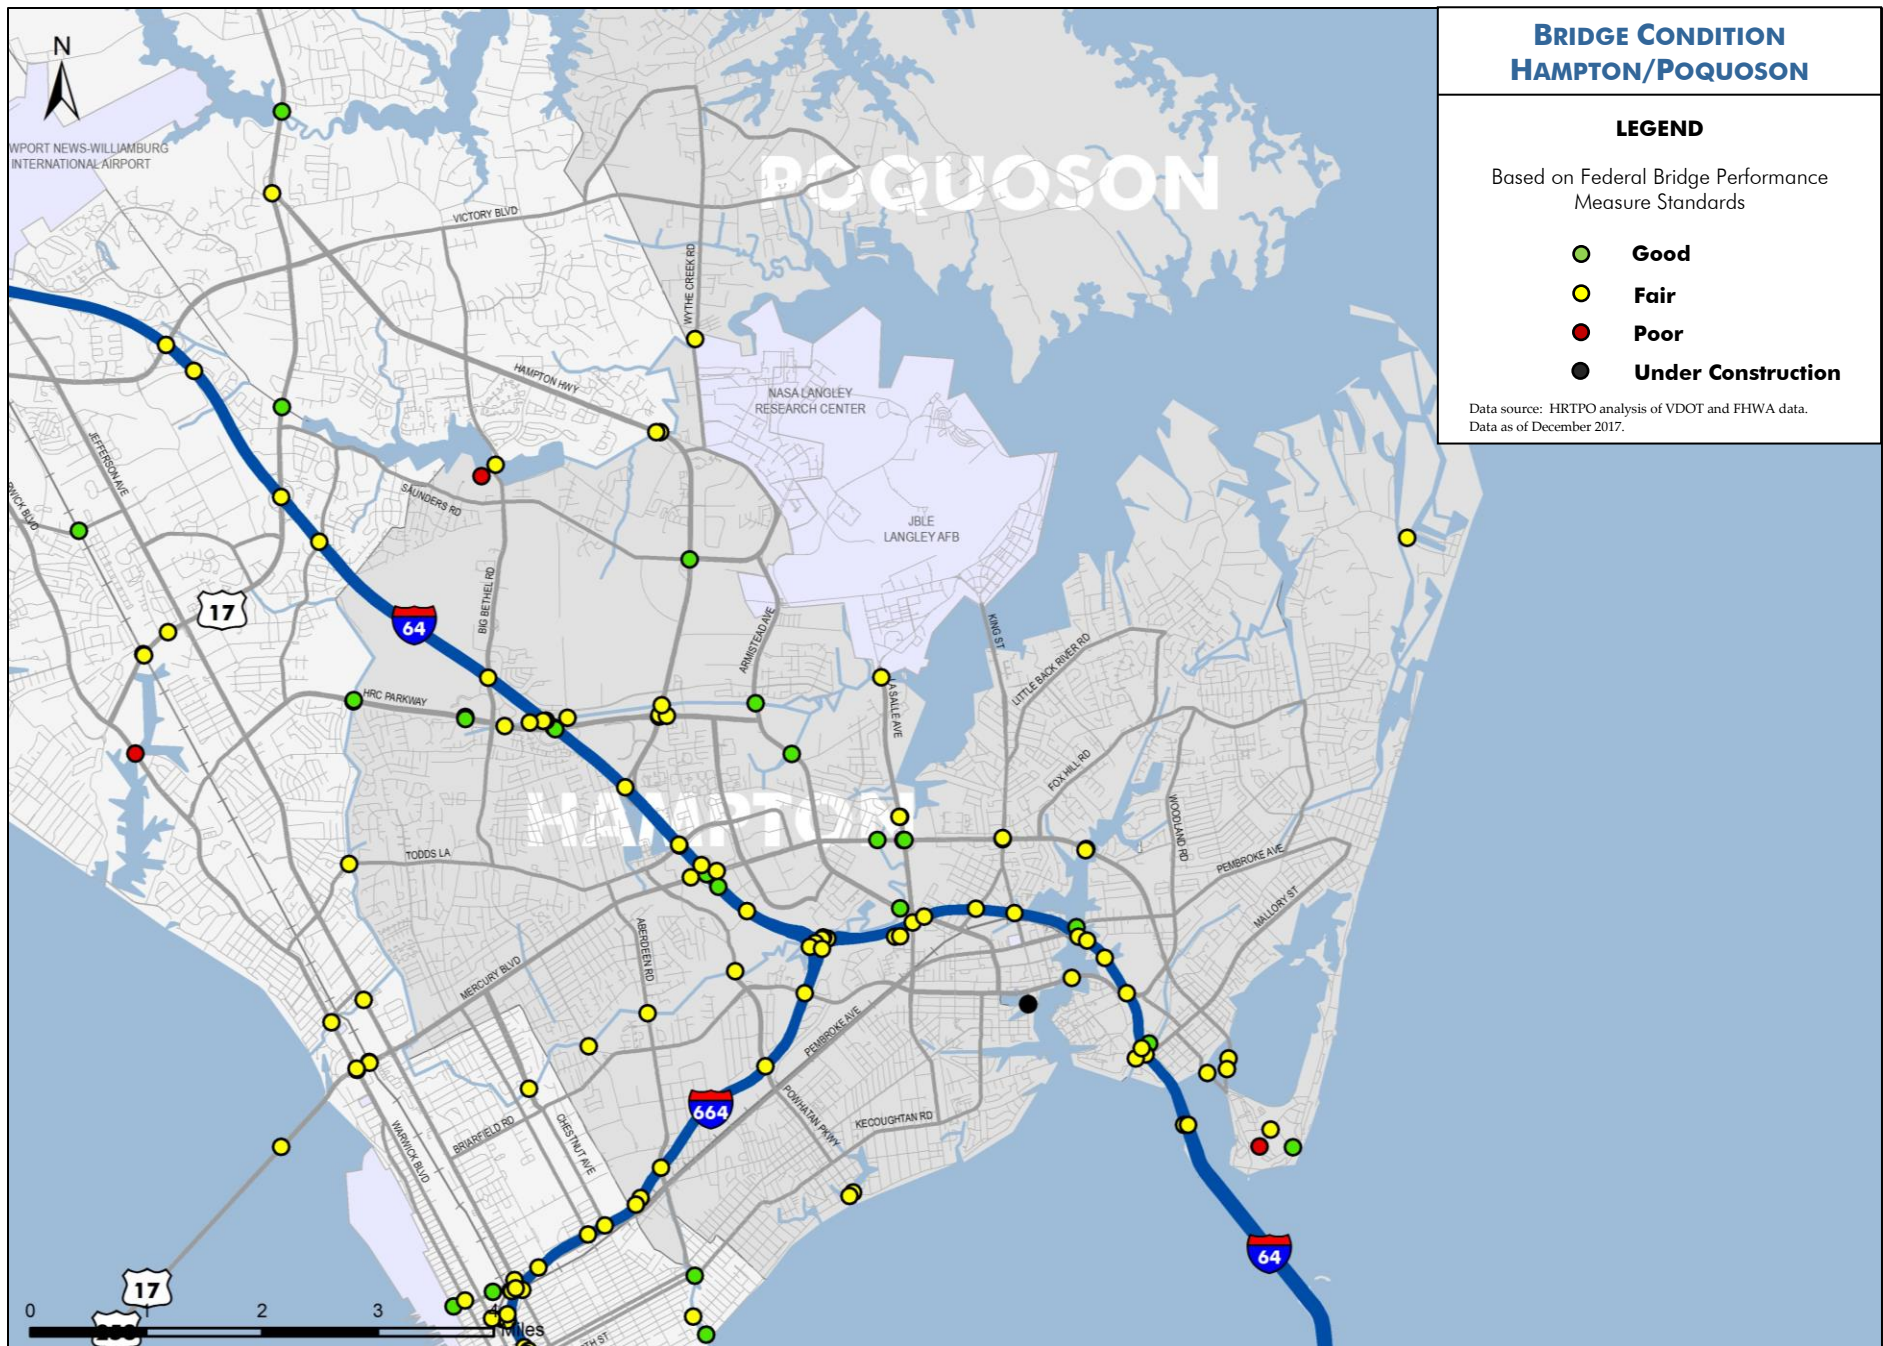 BRIDGE CONDITION
HAMPTON/POQUOSON
LEGEND
Based on Federal Bridge Performance
Measure Standards
Good
Fair
Poor
Under Construction
Data source: HRTPO analysis of VDOT and FHWA data.
Data as of December 2017.
N
WPORT NEWS-WILLIAMBURG
INTERNATIONAL AIRPORT
POQUOSON
VICTORY BLVD
WYTHE CREEK RD
HAMPTON HWY
NASA LANGLEY
RESEARCH CENTER
JEFFERSON AVE
RWICK BLVD
SAUNDERS RD
JBLE
LANGLEY AFB
17
64
BIG BETHEL RD
ARMISTEAD AVE
KING ST
LITTLE BACK RIVER RD
HRC PARKWAY
LA SALLE AVE
FOX HILL RD
HAMPTON
WOODLAND RD
TODDS LA
PEMBROKE AVE
MALLORY ST
ABERDEEN RD
MERCURY BLVD
PEMBROKE AVE
664
POWHATAN PKWY
KECOUGHTAN RD
BRIARFIELD RD
CHESTNUT AVE
WARWICK BLVD
64
17
0
2
3
4
Miles
TH ST